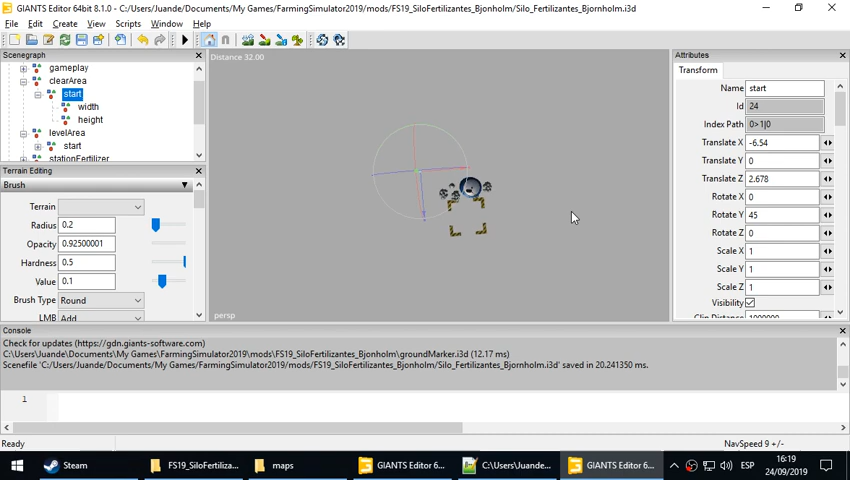 GIANTS Editor 64bit 8.1.0 - C:/Users/Juande/Documents/My Games/FarmingSimulator2019/mods/FS19_SiloFertilizantes_Bjonholm/Silo_Fertilizantes_Bjornholm.i3d
File Edit Create View Scripts Window Help
Scenegraph
gameplay
clearArea
start
width
height
levelArea
start
stationFertilizer
Terrain Editing
Brush
Terrain
Radius 0.2
Opacity 0.92500001
Hardness 0.5
Value 0.1
Brush Type Round
LMB Add
Distance 32.00
persp
Attributes
Transform
Name start
Id 24
Index Path 0>1|0
Translate X -6.54
Translate Y 0
Translate Z 2.678
Rotate X 0
Rotate Y 45
Rotate Z 0
Scale X 1
Scale Y 1
Scale Z 1
Visibility
Clip Distance 1000000
Console
Check for updates (https://gdn.giants-software.com)
C:\Users\Juande\Documents\My Games\FarmingSimulator2019\mods\FS19_SiloFertilizantes_Bjonholm\groundMarker.i3d (12.17 ms)
Scenefile 'C:/Users/Juande/Documents/My Games/FarmingSimulator2019/mods/FS19_SiloFertilizantes_Bjonholm/Silo_Fertilizantes_Bjornholm.i3d' saved in 20.241350 ms.
1
Ready
NavSpeed 9 +/-
Steam
FS19_SiloFertiliza...
maps
GIANTS Editor 6...
C:\Users\Juande...
GIANTS Editor 6...
ESP
16:19
24/09/2019